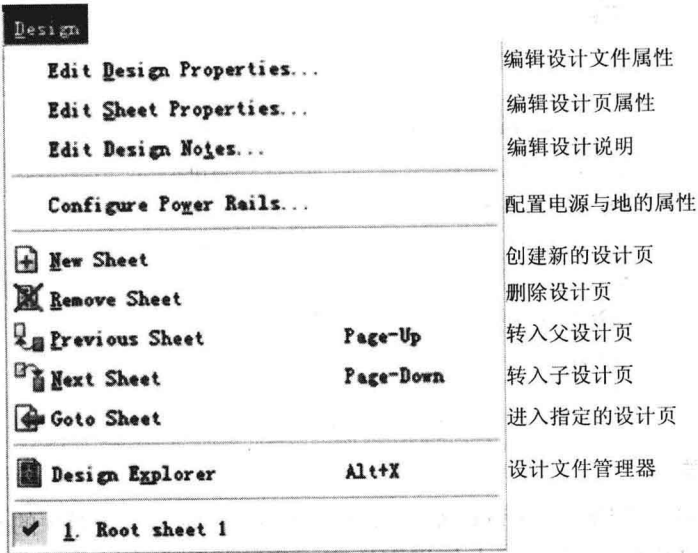 Design
Edit Design Properties... 编辑设计文件属性
Edit Sheet Properties... 编辑设计页属性
Edit Design Notes... 编辑设计说明
Configure Power Rails... 配置电源与地的属性
New Sheet 创建新的设计页
Remove Sheet 删除设计页
Previous Sheet Page-Up 转入父设计页
Next Sheet Page-Down 转入子设计页
Goto Sheet 进入指定的设计页
Design Explorer Alt+X 设计文件管理器
1. Root sheet 1